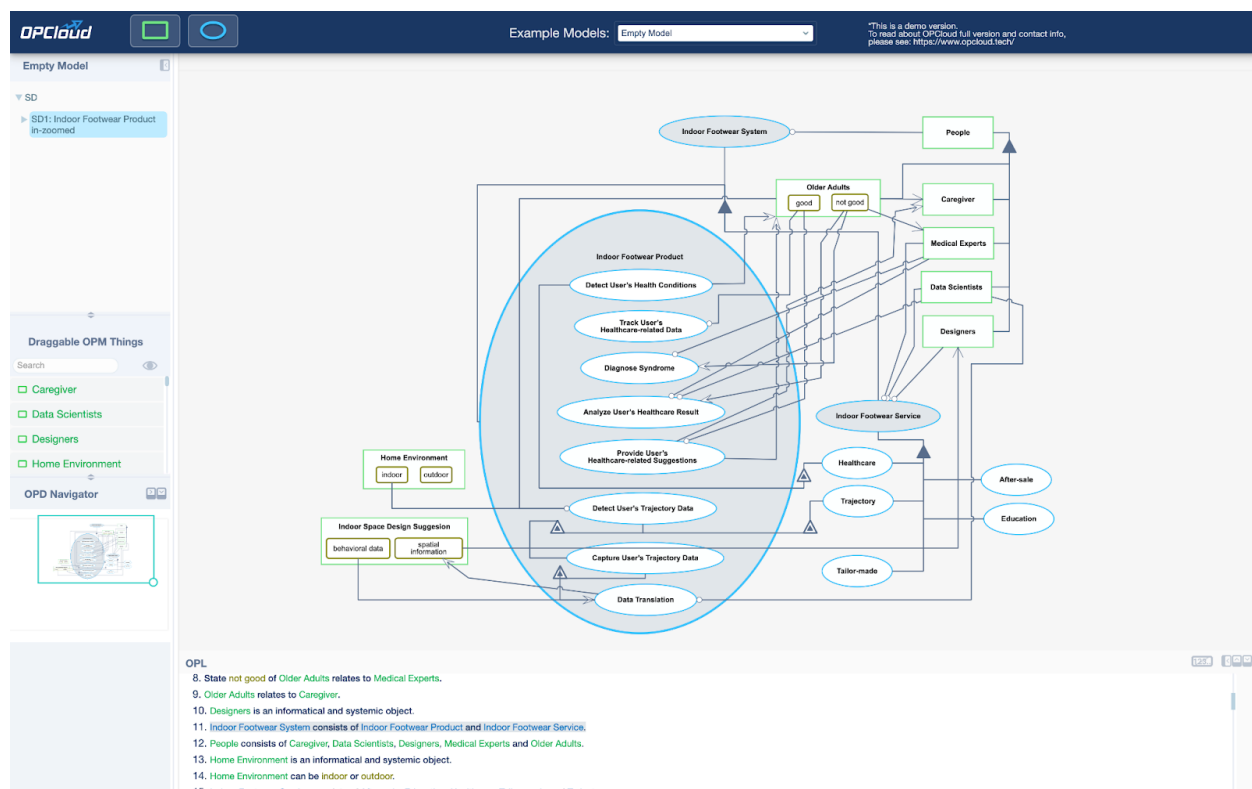 OPCloud
Example Models:
Empty Model
*This is a demo version.
To read about OPCloud full version and contact info,
please see: https://www.opcloud.tech/
Empty Model
SD
SD1: Indoor Footwear Product
in-zoomed
Draggable OPM Things
Search
Caregiver
Data Scientists
Designers
Home Environment
OPD Navigator
Indoor Footwear System
People
Older Adults
good
not good
Caregiver
Medical Experts
Data Scientists
Designers
Indoor Footwear Product
Detect User's Health Conditions
Track User's
Healthcare-related Data
Diagnose Syndrome
Analyze User's Healthcare Result
Provide User's
Healthcare-related Suggestions
Detect User's Trajectory Data
Capture User's Trajectory Data
Data Translation
Home Environment
indoor
outdoor
Indoor Space Design Suggesion
behavioral data
spatial
information
Indoor Footwear Service
Healthcare
Trajectory
After-sale
Education
Tailor-made
OPL
8. State not good of Older Adults relates to Medical Experts.
9. Older Adults relates to Caregiver.
10. Designers is an informatical and systemic object.
11. Indoor Footwear System consists of Indoor Footwear Product and Indoor Footwear Service.
12. People consists of Caregiver, Data Scientists, Designers, Medical Experts and Older Adults.
13. Home Environment is an informatical and systemic object.
14. Home Environment can be indoor or outdoor.